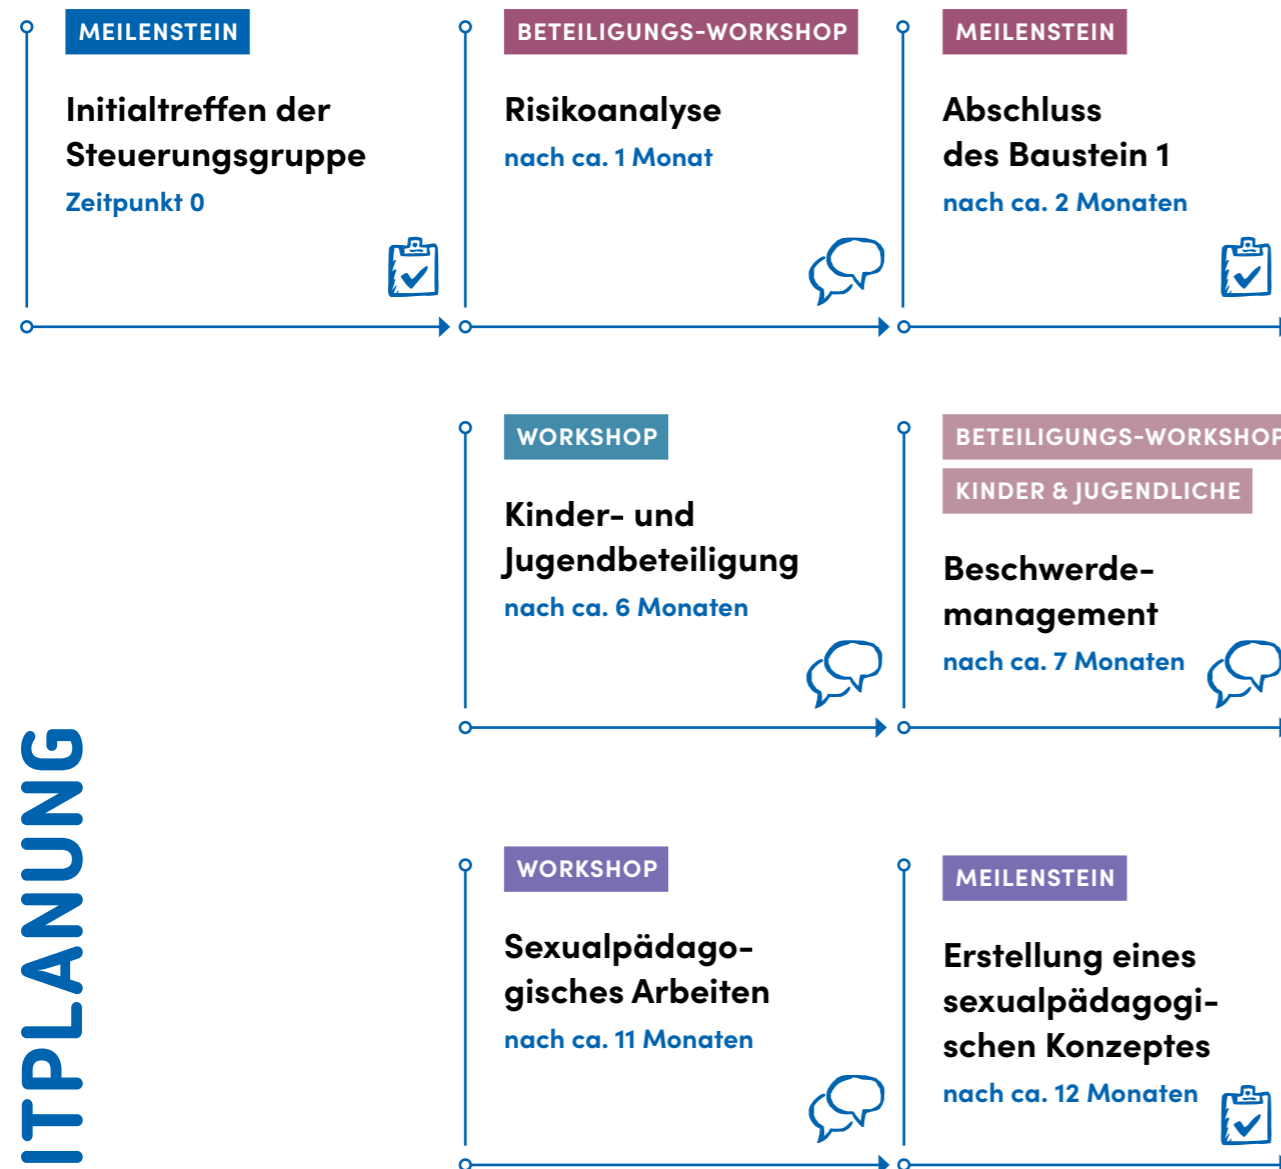 MEILENSTEIN
Initialtreffen der
Steuerungsgruppe
Zeitpunkt 0
BETEILIGUNGS-WORKSHOP
Risikoanalyse
nach ca. 1 Monat
MEILENSTEIN
Abschluss
des Baustein 1
nach ca. 2 Monaten
WORKSHOP
Kinder- und
Jugendbeteiligung
nach ca. 6 Monaten
BETEILIGUNGS-WORKSHOP
KINDER & JUGENDLICHE
Beschwerde-
management
nach ca. 7 Monaten
WORKSHOP
Sexualpädago-
gisches Arbeiten
nach ca. 11 Monaten
MEILENSTEIN
Erstellung eines
sexualpädagogi-
schen Konzeptes
nach ca. 12 Monaten
ITPLANUNG